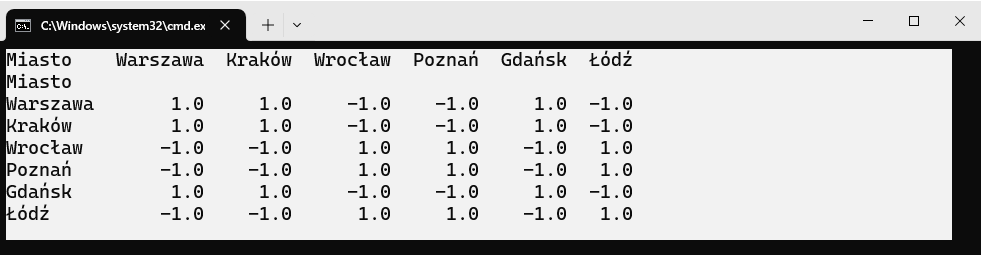 C:\Windows\system32\cmd.ex
Miasto Warszawa Kraków Wrocław Poznań Gdańsk Łódź
Miasto
Warszawa 1.0 1.0 -1.0 -1.0 1.0 -1.0
Kraków 1.0 1.0 -1.0 -1.0 1.0 -1.0
Wrocław -1.0 -1.0 1.0 1.0 -1.0 1.0
Poznań -1.0 -1.0 1.0 1.0 -1.0 1.0
Gdańsk 1.0 1.0 -1.0 -1.0 1.0 -1.0
Łódź -1.0 -1.0 1.0 1.0 -1.0 1.0